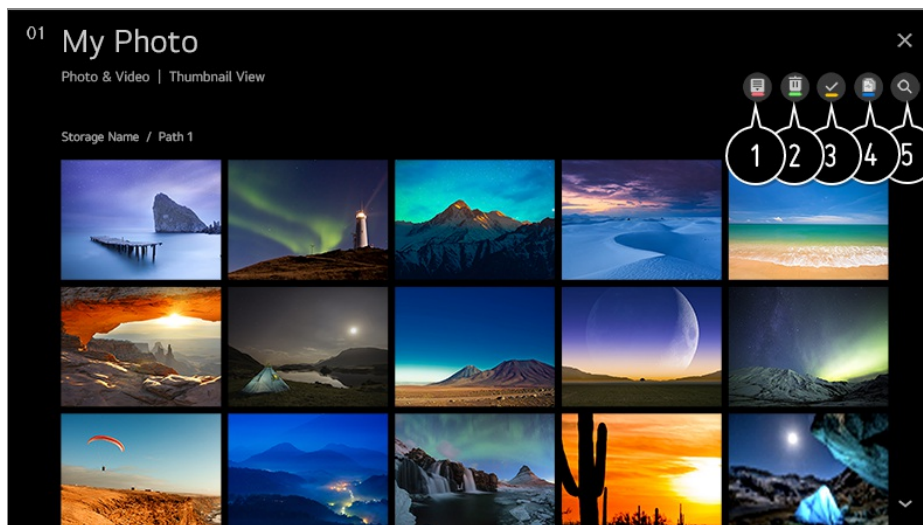 01
My Photo
Photo & Video | Thumbnail View
Storage Name / Path 1
1 2 3 4 5